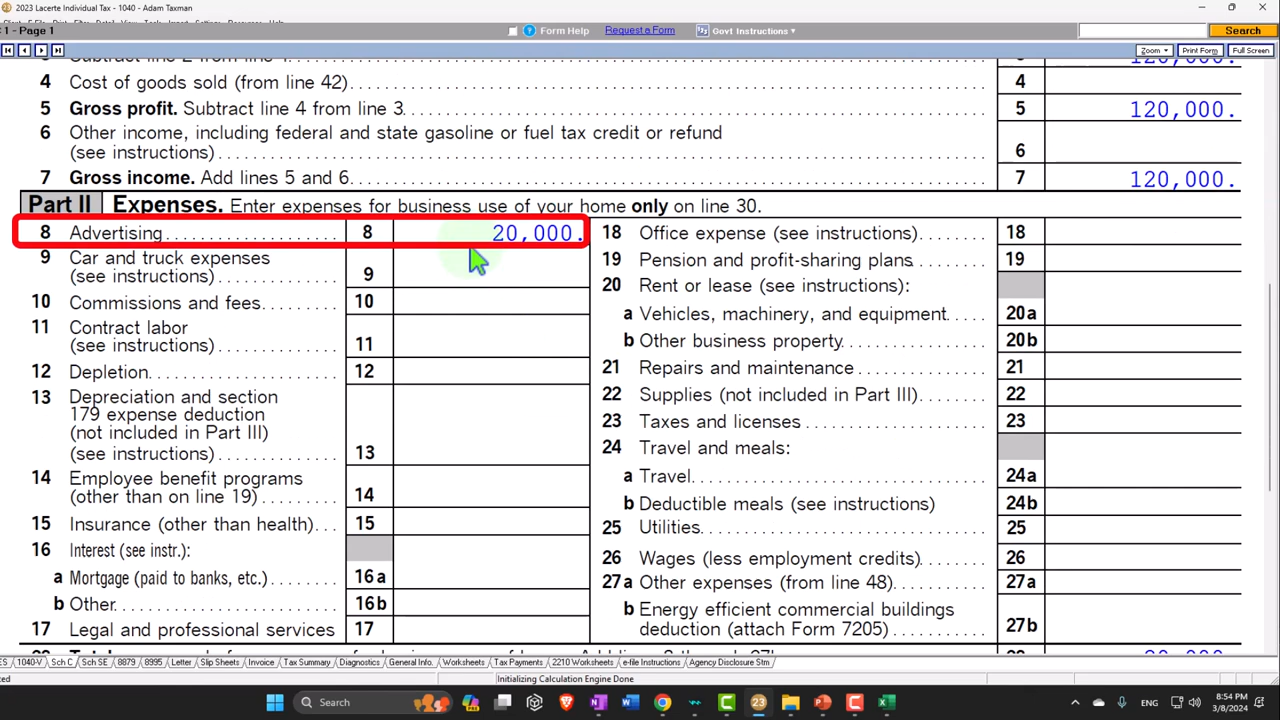 2023 Lacerte Individual Tax - 1040 - Adam Taxman
1 - Page 1
Form Help
Request a Form
Govt Instructions
Search
Zoom
Print Form
Full Screen
4 Cost of goods sold (from line 42) 4
5 Gross profit. Subtract line 4 from line 3 5 120,000.
6 Other income, including federal and state gasoline or fuel tax credit or refund
(see instructions) 6
7 Gross income. Add lines 5 and 6 7 120,000.
Part II Expenses. Enter expenses for business use of your home only on line 30.
8 Advertising 8 20,000.
9 Car and truck expenses
(see instructions) 9
10 Commissions and fees 10
11 Contract labor
(see instructions) 11
12 Depletion 12
13 Depreciation and section
179 expense deduction
(not included in Part III)
(see instructions) 13
14 Employee benefit programs
(other than on line 19) 14
15 Insurance (other than health) 15
16 Interest (see instr.):
a Mortgage (paid to banks, etc.) 16a
b Other 16b
17 Legal and professional services 17
18 Office expense (see instructions) 18
19 Pension and profit-sharing plans 19
20 Rent or lease (see instructions):
a Vehicles, machinery, and equipment 20a
b Other business property 20b
21 Repairs and maintenance 21
22 Supplies (not included in Part III) 22
23 Taxes and licenses 23
24 Travel and meals:
a Travel 24a
b Deductible meals (see instructions) 24b
25 Utilities 25
26 Wages (less employment credits) 26
27a Other expenses (from line 48) 27a
b Energy efficient commercial buildings
deduction (attach Form 7205) 27b
ES 1040-V Sch C Sch SE 8879 8995 Letter Slip Sheets Invoice Tax Summary Diagnostics General Info. Worksheets Tax Payments 2210 Worksheets e-file Instructions Agency Disclosure Stm
Initializing Calculation Engine Done
Search
23
ENG
8:54 PM
3/8/2024